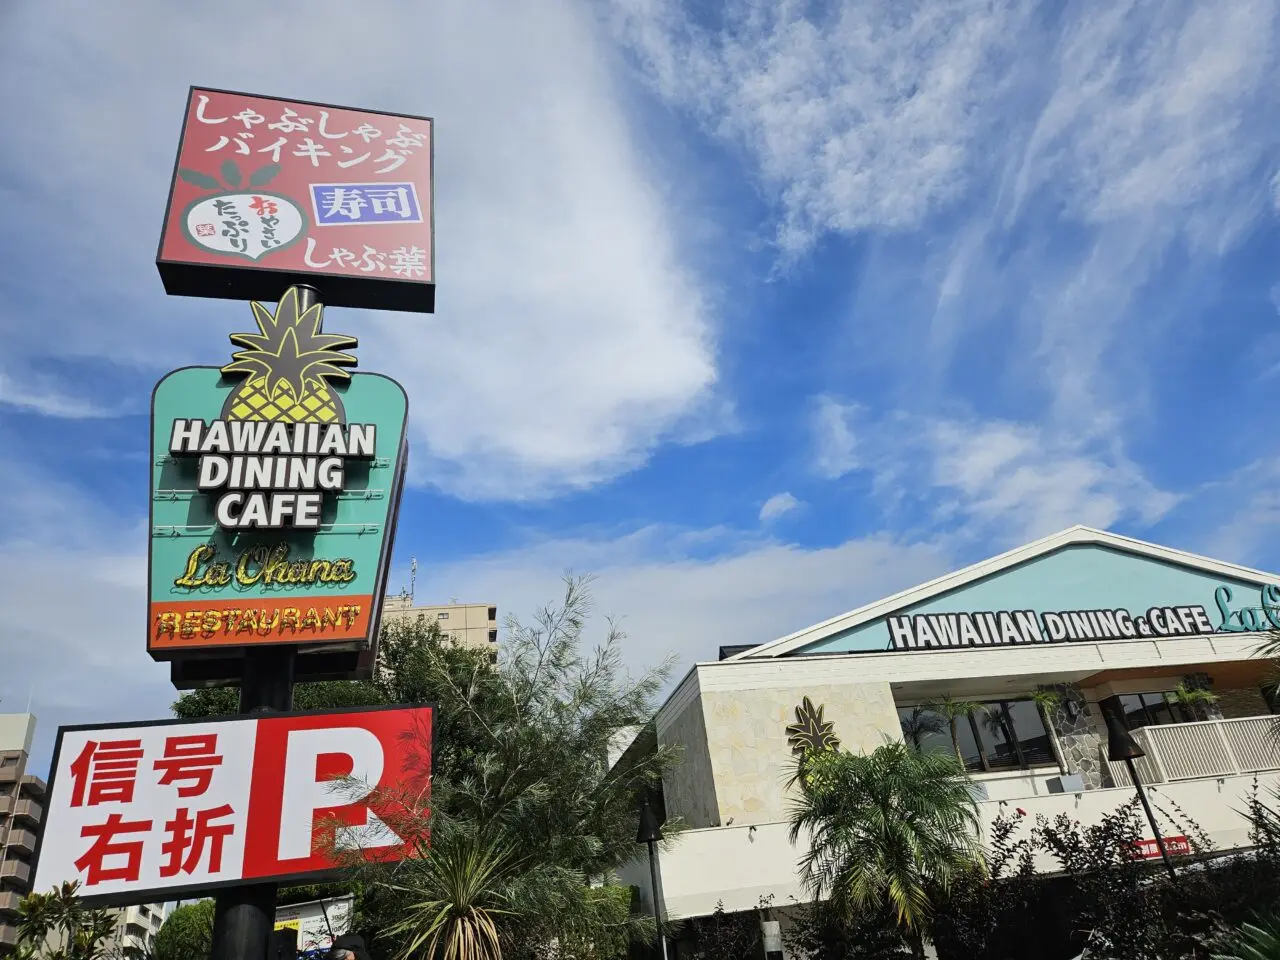 しゃぶしゃぶ
バイキング
寿司
おやさい
たっぷり
葉
しゃぶ葉
HAWAIIAN
DINING
CAFE
La Ohana
RESTAURANT
信号
右折
P
HAWAIIAN DINING & CAFE